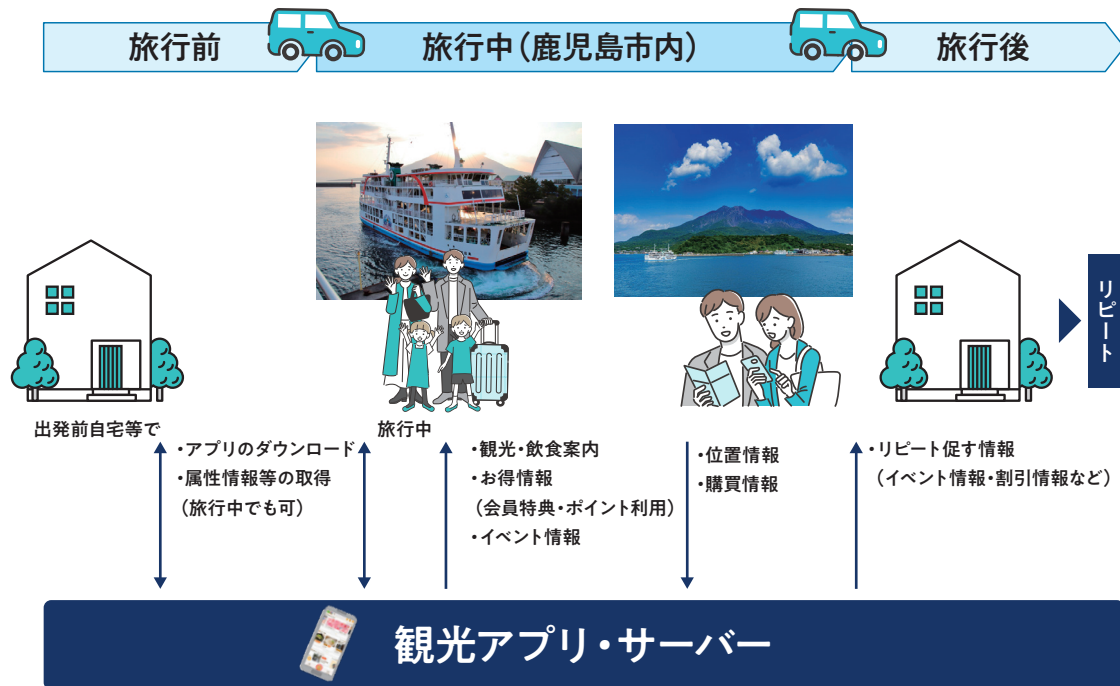 旅行前
旅行中（鹿児島市内）
旅行後
リピート
出発前自宅等で
・アプリのダウンロード
・属性情報等の取得
（旅行中でも可）
旅行中
・観光・飲食案内
・お得情報
（会員特典・ポイント利用）
・イベント情報
・位置情報
・購買情報
・リピート促す情報
（イベント情報・割引情報など）
観光アプリ・サーバー